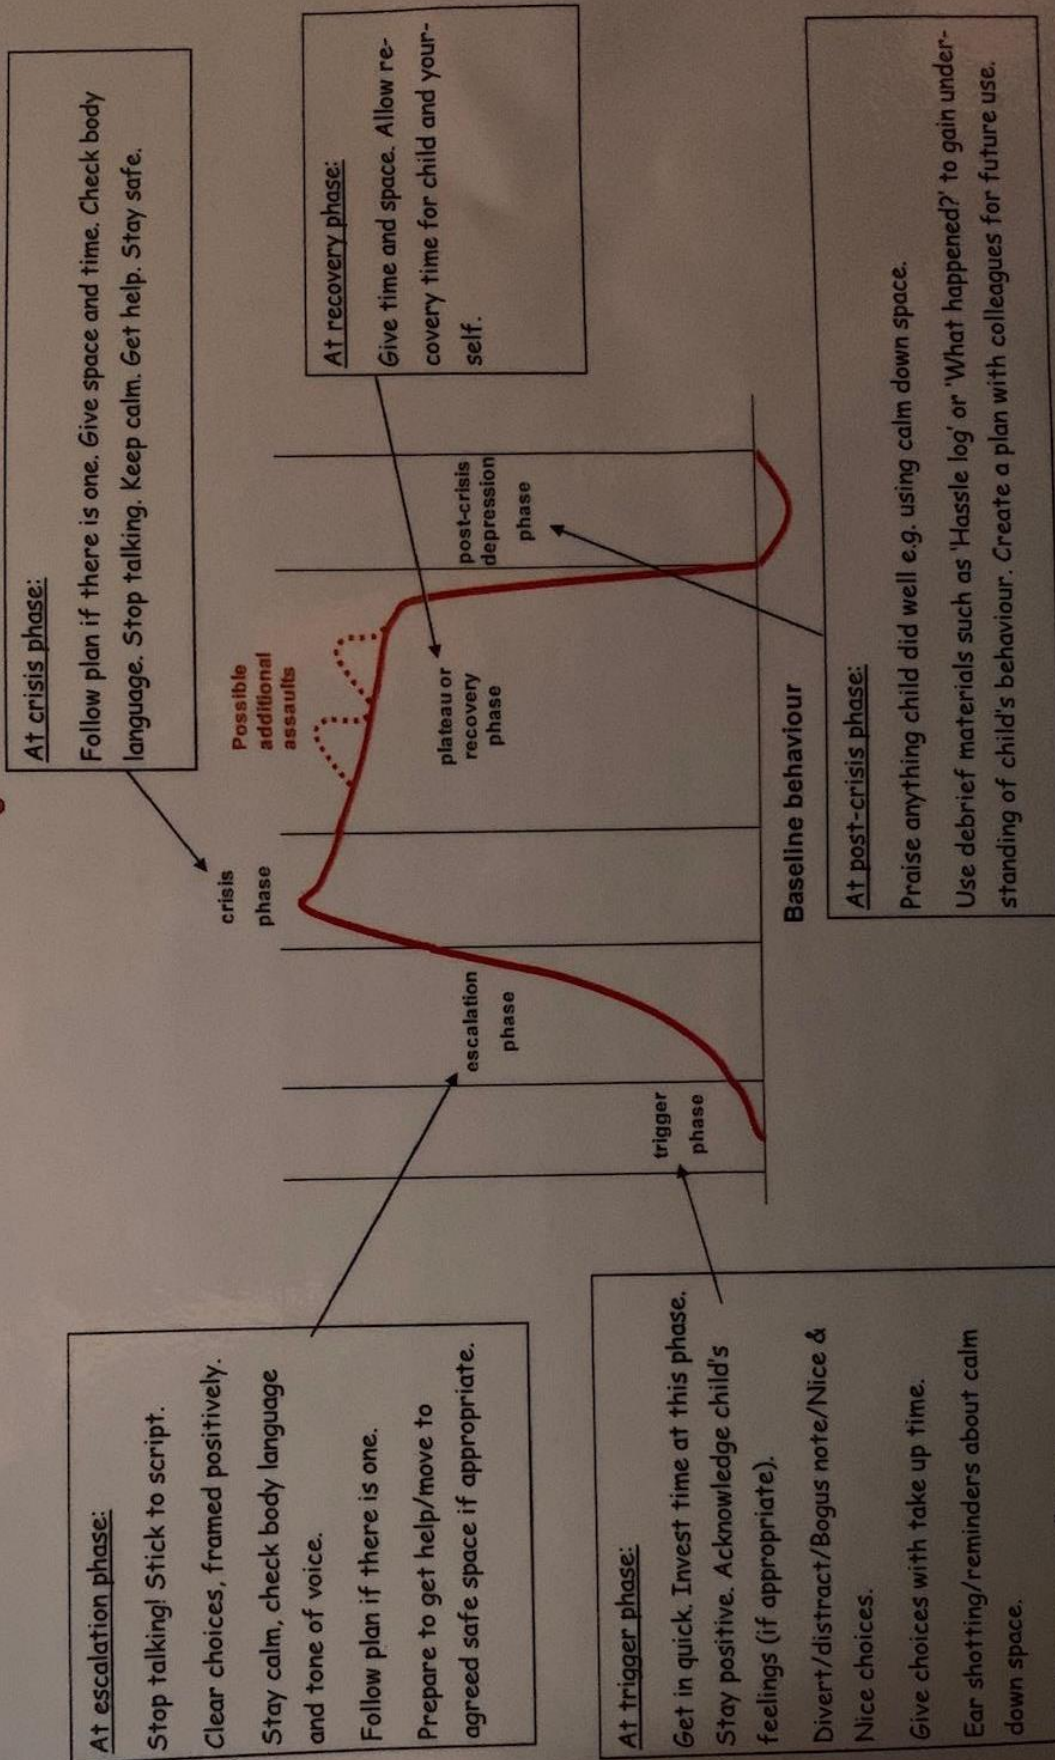 At crisis phase:
Follow plan if there is one. Give space and time. Check body
language. Stop talking. Keep calm. Get help. Stay safe.
At escalation phase:
Stop talking! Stick to script.
Clear choices, framed positively.
Stay calm, check body language
and tone of voice.
Follow plan if there is one.
Prepare to get help/move to
agreed safe space if appropriate.
At recovery phase:
Give time and space. Allow re-
covery time for child and your-
self.
crisis
phase
Possible
additional
assaults
escalation
phase
plateau or
recovery
phase
post-crisis
depression
phase
trigger
phase
Baseline behaviour
At trigger phase:
Get in quick. Invest time at this phase.
Stay positive. Acknowledge child's
feelings (if appropriate).
Divert/distract/Bogus note/Nice &
Nice choices.
Give choices with take up time.
Ear shotting/reminders about calm
down space.
At post-crisis phase:
Praise anything child did well e.g. using calm down space.
Use debrief materials such as 'Hassle log' or 'What happened?' to gain under-
standing of child's behaviour. Create a plan with colleagues for future use.